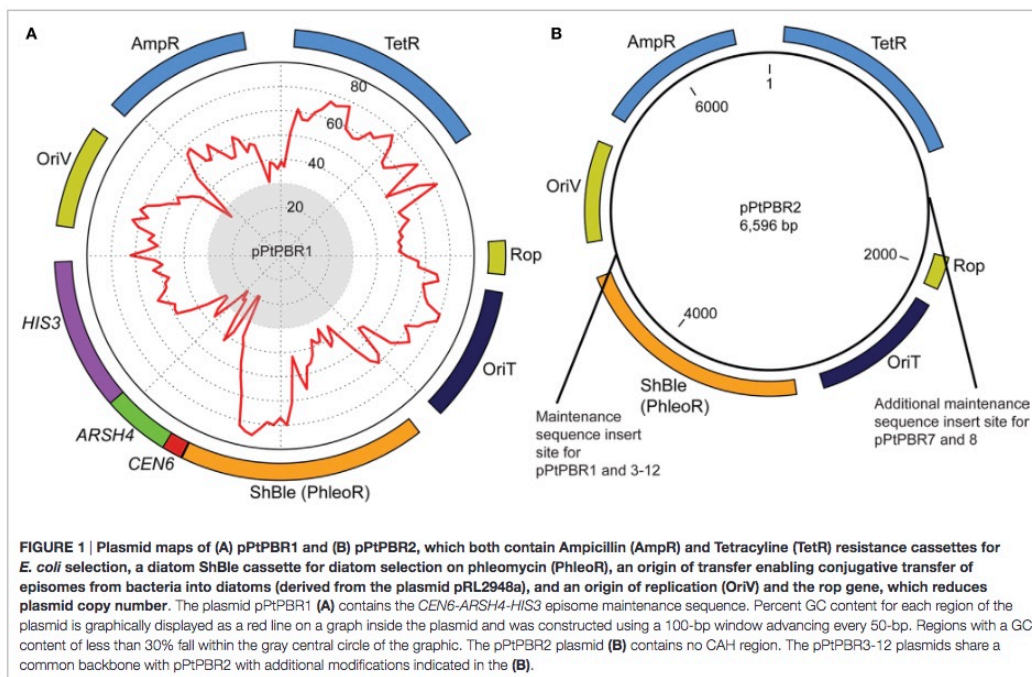 A
AmpR
TetR
80
60
40
20
OriV
pPtPBR1
Rop
HIS3
OriT
ARSH4
CEN6
ShBle (PhleoR)
B
AmpR
TetR
1
6000
OriV
pPtPBR2
6,596 bp
2000
Rop
4000
OriT
ShBle
(PhleoR)
Maintenance
sequence insert
site for
pPtPBR1 and 3-12
Additional maintenance
sequence insert site for
pPtPBR7 and 8
FIGURE 1 | Plasmid maps of (A) pPtPBR1 and (B) pPtPBR2, which both contain Ampicillin (AmpR) and Tetracyline (TetR) resistance cassettes for
E. coli selection, a diatom ShBle cassette for diatom selection on phleomycin (PhleoR), an origin of transfer enabling conjugative transfer of
episomes from bacteria into diatoms (derived from the plasmid pRL2948a), and an origin of replication (OriV) and the rop gene, which reduces
plasmid copy number. The plasmid pPtPBR1 (A) contains the CEN6-ARSH4-HIS3 episome maintenance sequence. Percent GC content for each region of the
plasmid is graphically displayed as a red line on a graph inside the plasmid and was constructed using a 100-bp window advancing every 50-bp. Regions with a GC
content of less than 30% fall within the gray central circle of the graphic. The pPtPBR2 plasmid (B) contains no CAH region. The pPtPBR3-12 plasmids share a
common backbone with pPtPBR2 with additional modifications indicated in the (B).